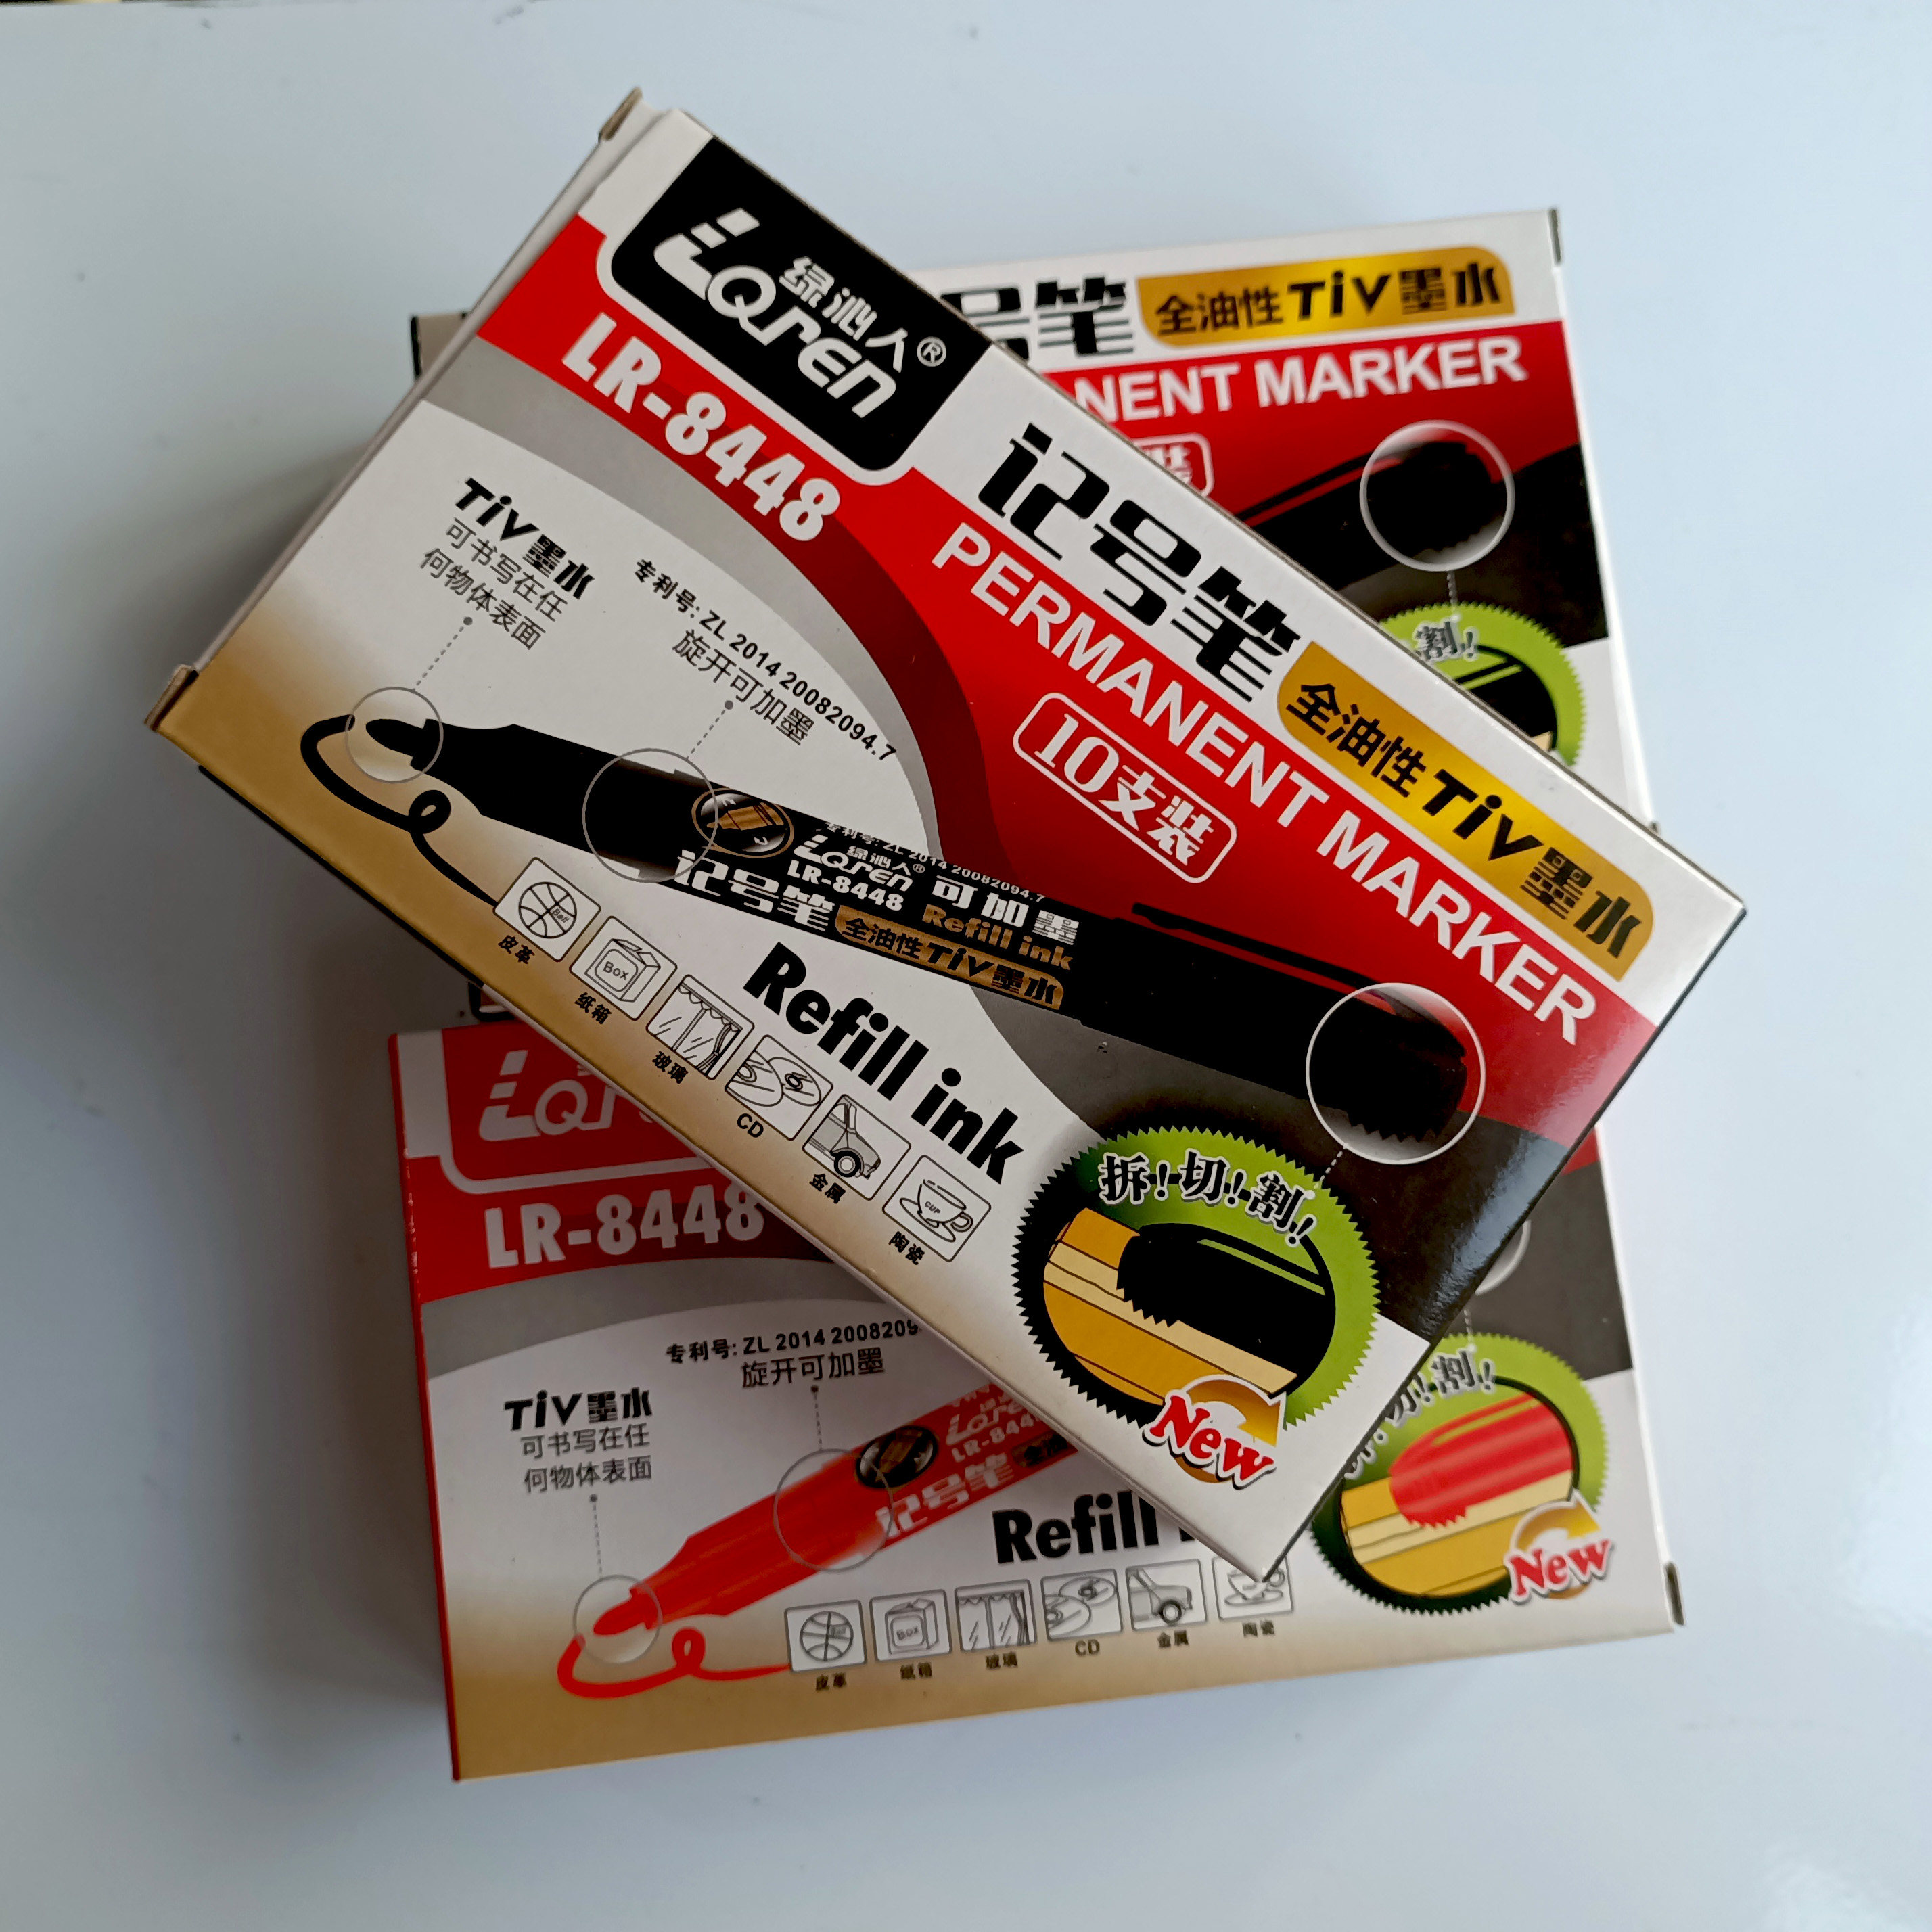 绿沁人®
LQren
LR-8448
记号笔
全油性TiV墨水
PERMANENT MARKER
10支装
TiV墨水
可书写在任
何物体表面
专利号: ZL 2014 20082094.7
旋开可加墨
专利号: ZL 2014 20082094.7
绿沁人®
LQren
LR-8448
可加墨
Refill ink
记号笔
全油性TiV墨水
Refill ink
Ball
皮革
Box
纸箱
玻璃
CD
金属
CUP
陶瓷
拆!切!割!
New
号笔
全油性TiV墨水
NENT MARKER
装
割!
LQre
LR-8448
专利号: ZL 2014 2008209
旋开可加墨
TiV墨水
可书写在任
何物体表面
LQre
LR-844
记号笔
Refill
Box
皮革
纸箱
玻璃
CD
金属
陶瓷
切!割!
New